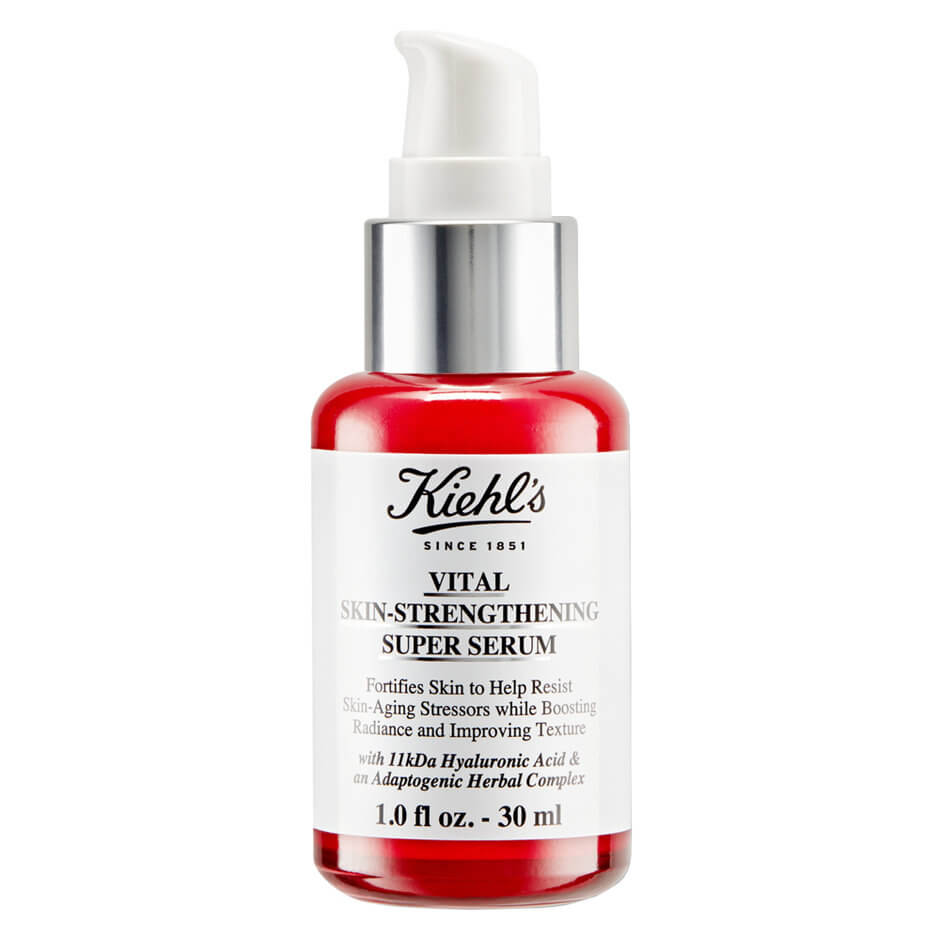 Kiehl's
SINCE 1851
VITAL
SKIN-STRENGTHENING
SUPER SERUM
Fortifies Skin to Help Resist
Skin-Aging Stressors while Boosting
Radiance and Improving Texture
with 11kDa Hyaluronic Acid &
an Adaptogenic Herbal Complex
1.0 fl oz. - 30 ml